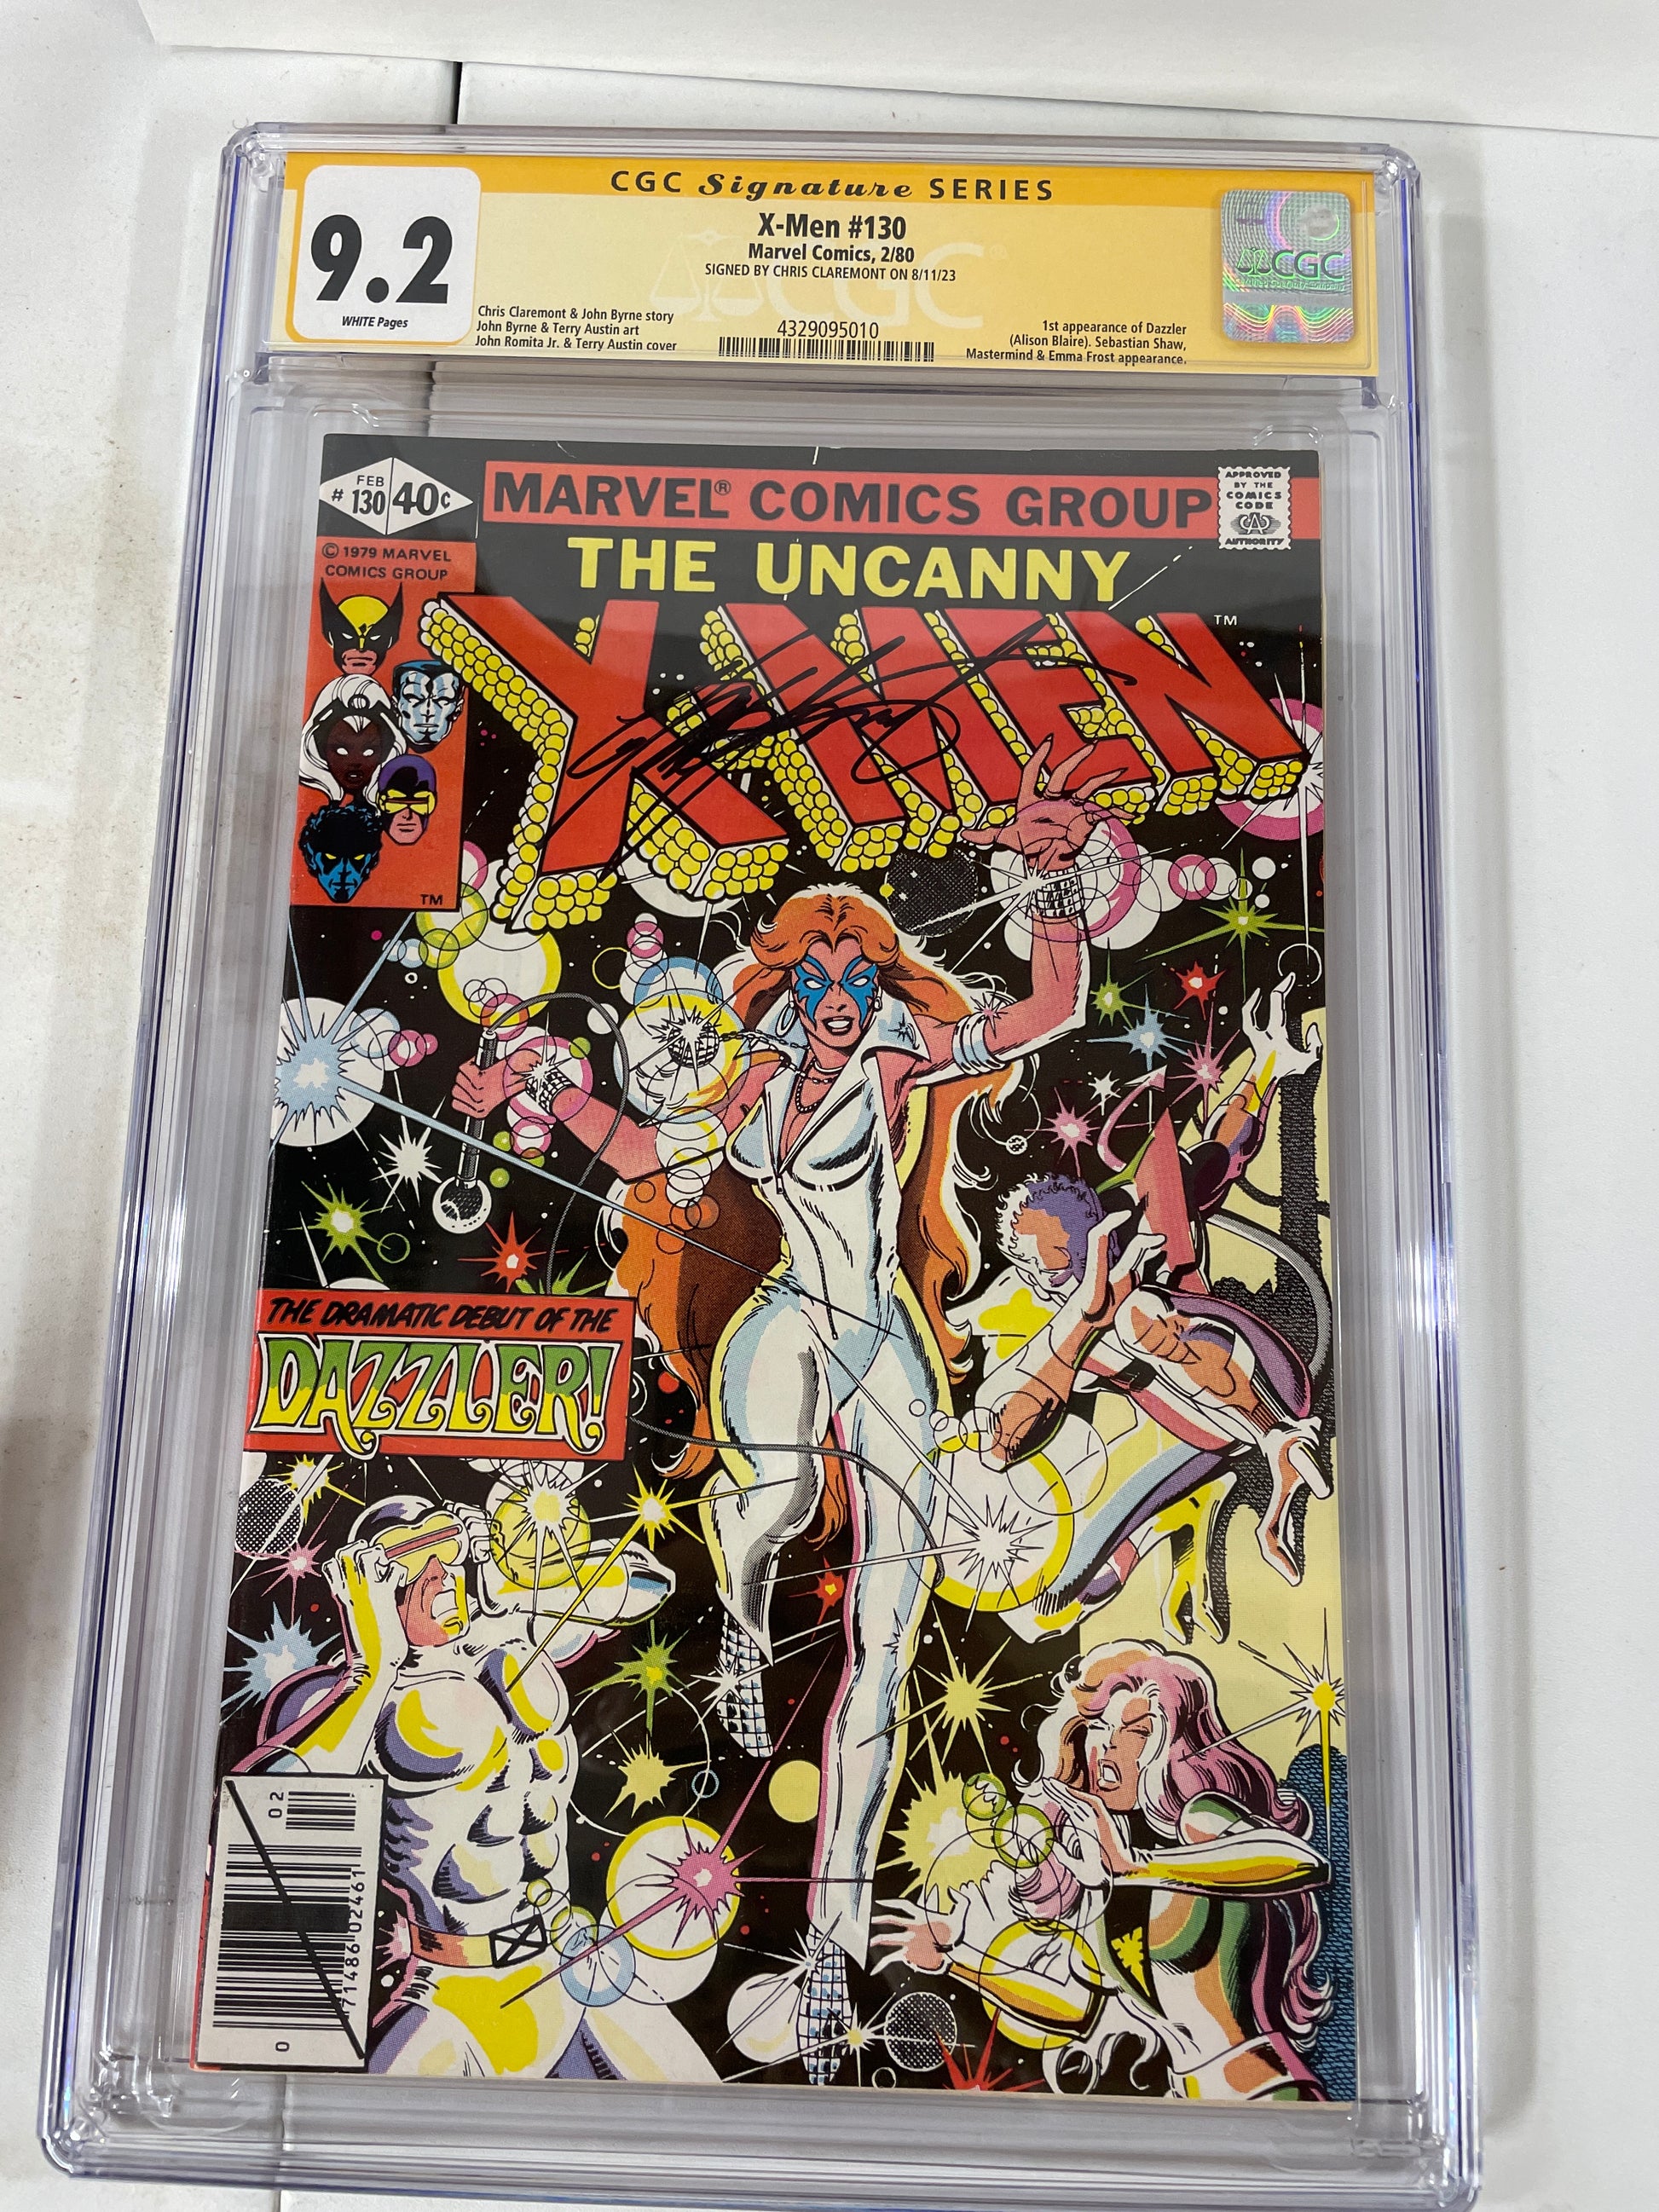 CGC Signature SERIES
9.2
WHITE Pages
X-Men #130
Marvel Comics, 2/80
SIGNED BY CHRIS CLAREMONT ON 8/11/23
Chris Claremont & John Byrne story
John Byrne & Terry Austin art
John Romita Jr. & Terry Austin cover
4329095010
1st appearance of Dazzler
(Alison Blaire). Sebastian Shaw,
Mastermind & Emma Frost appearance.
CGC
CGC
FEB
# 130 40¢
MARVEL® COMICS GROUP
APPROVED
BY THE
COMICS
CODE
CA
AUTHORITY
© 1979 MARVEL
COMICS GROUP
THE UNCANNY
X-MEN
TM
TM
THE DRAMATIC DEBUT OF THE
DAZZLER!
02
71486 02461
0